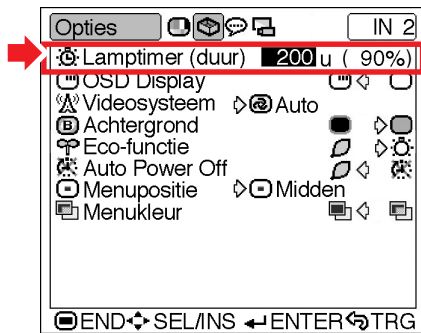 Opties IN 2
Lamptimer (duur) 200 u ( 90%)
OSD Display
Videosysteem Auto
B Achtergrond
Eco-functie
Auto Power Off
Menupositie Midden
Menukleur
END SEL/INS ENTER TRG